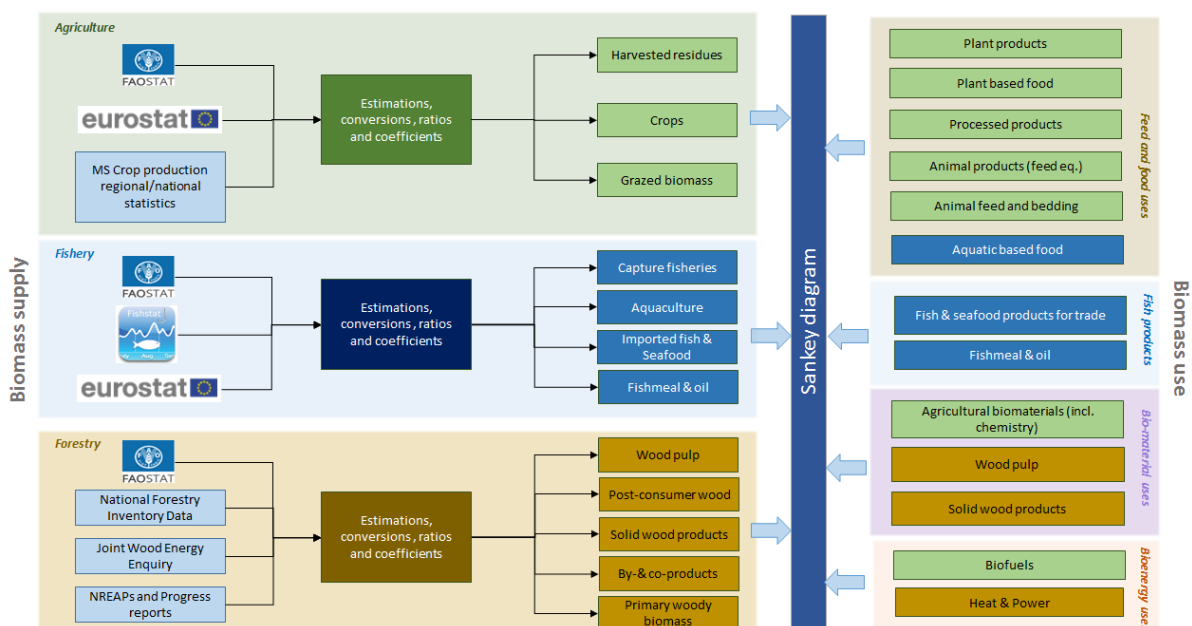 Biomass supply
Agriculture
FAOSTAT
eurostat
MS Crop production
regional/national
statistics
Estimations,
conversions , ratios
and coefficients
Harvested residues
Crops
Grazed biomass
Fishery
FAOSTAT
Fishstat
Aug
eurostat
Estimations,
conversions , ratios
and coefficients
Capture fisheries
Aquaculture
Imported fish &
Seafood
Fishmeal & oil
Forestry
FAOSTAT
National Forestry
Inventory Data
Joint Wood Energy
Enquiry
NREAPs and Progress
reports
Estimations,
conversions , ratios
and coefficients
Wood pulp
Post-consumer wood
Solid wood products
By-& co-products
Primary woody
biomass
Sankey diagram
Plant products
Plant based food
Processed products
Animal products (feed eq.)
Animal feed and bedding
Aquatic based food
Feed and food uses
Fish & seafood products for trade
Fishmeal & oil
Fish products
Agricultural biomaterials (incl.
chemistry)
Wood pulp
Solid wood products
Bio-material uses
Biofuels
Heat & Power
Bioenergy use
Biomass use